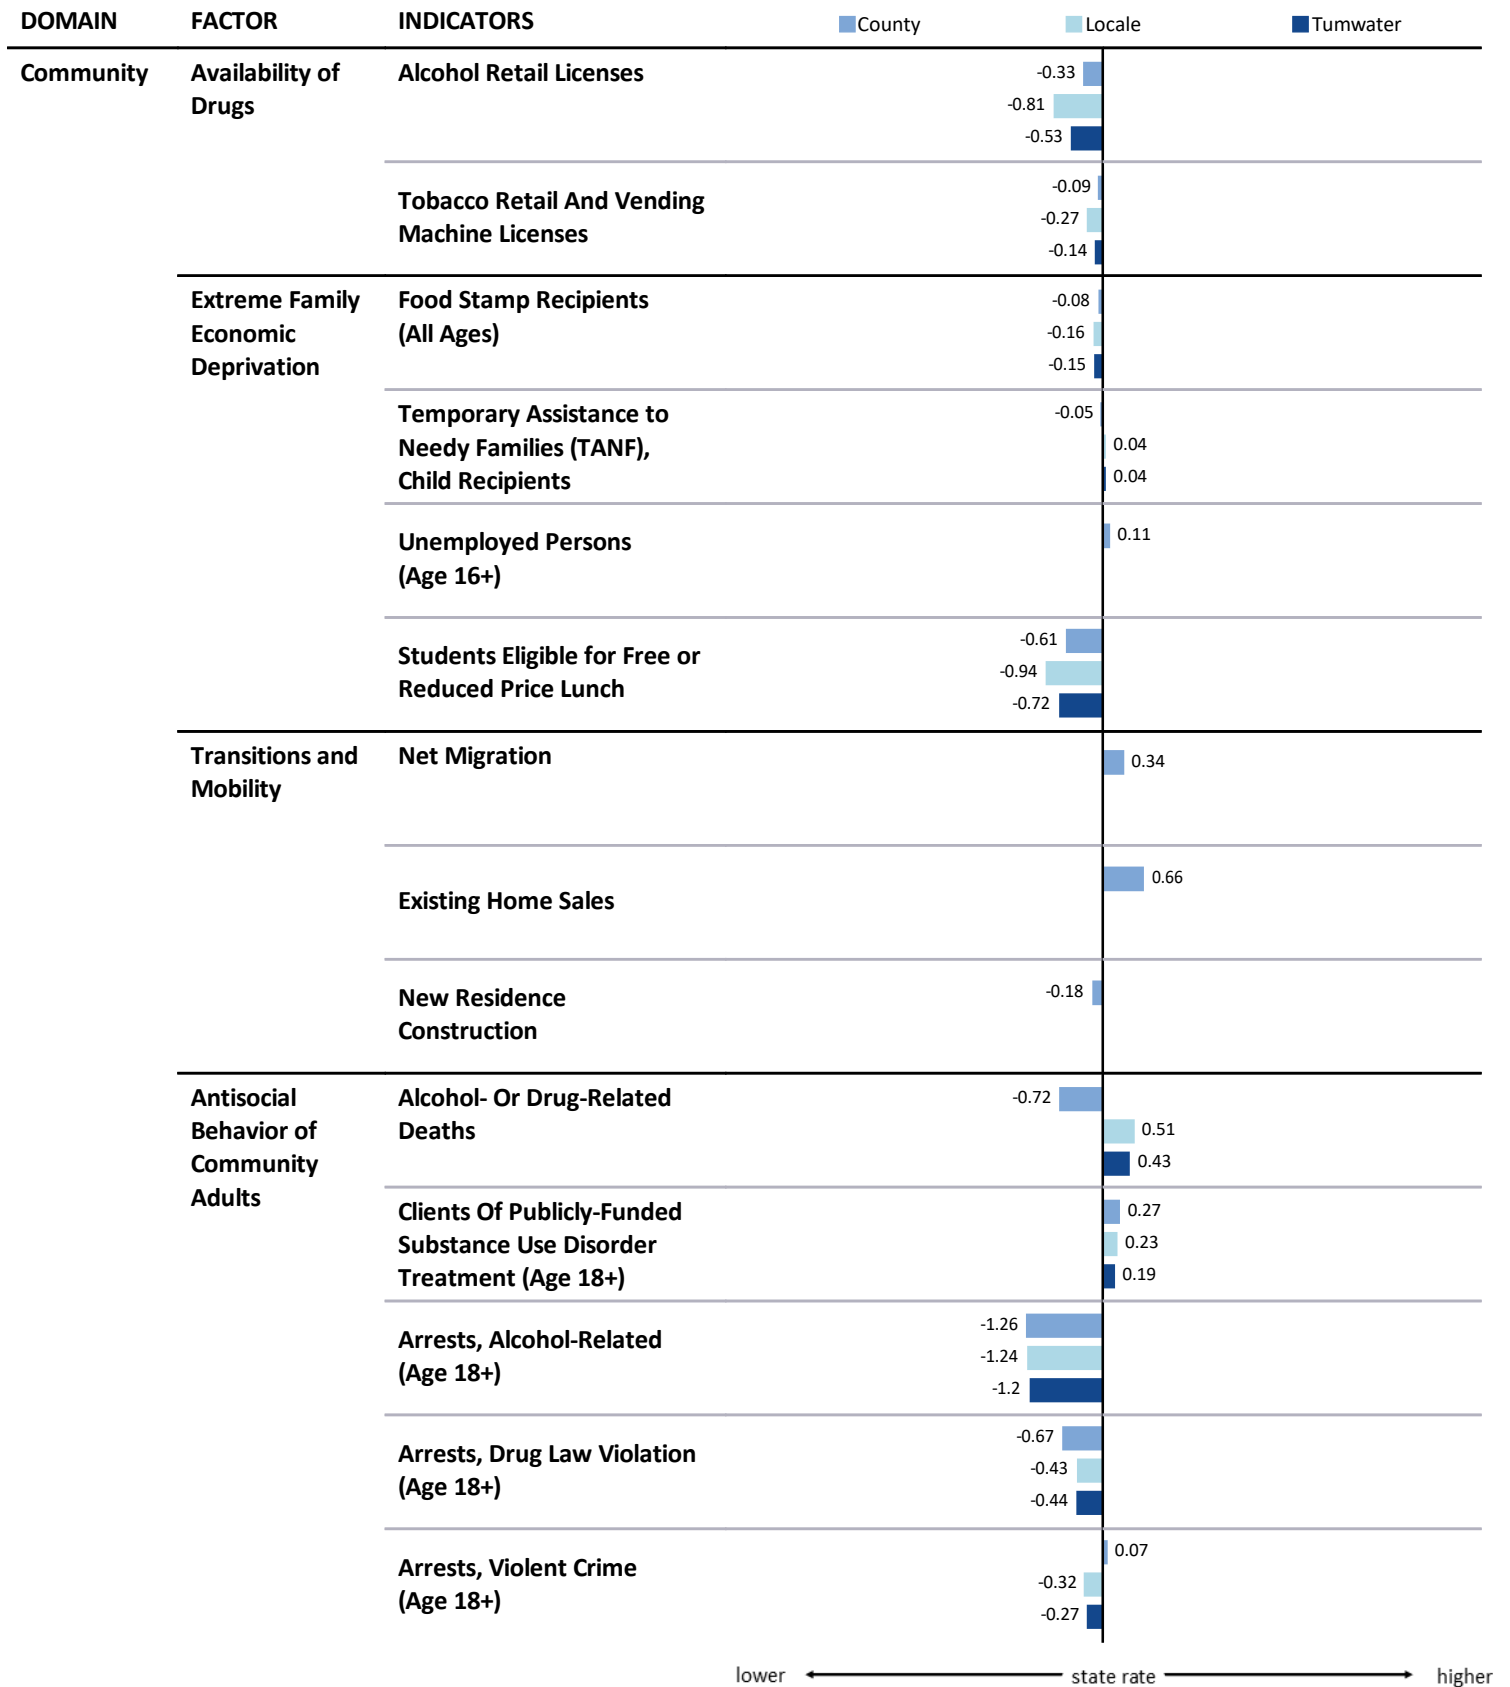 DOMAIN FACTOR INDICATORS County Locale Tumwater
Community Availability of Alcohol Retail Licenses
Drugs
-0.33
-0.81
-0.53
Tobacco Retail And Vending
Machine Licenses
-0.09
-0.27
-0.14
Extreme Family Food Stamp Recipients
Economic (All Ages)
Deprivation
-0.08
-0.16
-0.15
Temporary Assistance to
Needy Families (TANF),
Child Recipients
-0.05
0.04
0.04
Unemployed Persons
(Age 16+)
0.11
Students Eligible for Free or
Reduced Price Lunch
-0.61
-0.94
-0.72
Transitions and Net Migration
Mobility
0.34
Existing Home Sales
0.66
New Residence
Construction
-0.18
Antisocial Alcohol- Or Drug-Related
Behavior of Deaths
Community
Adults
-0.72
0.51
0.43
Clients Of Publicly-Funded
Substance Use Disorder
Treatment (Age 18+)
0.27
0.23
0.19
Arrests, Alcohol-Related
(Age 18+)
-1.26
-1.24
-1.2
Arrests, Drug Law Violation
(Age 18+)
-0.67
-0.43
-0.44
Arrests, Violent Crime
(Age 18+)
0.07
-0.32
-0.27
lower state rate higher